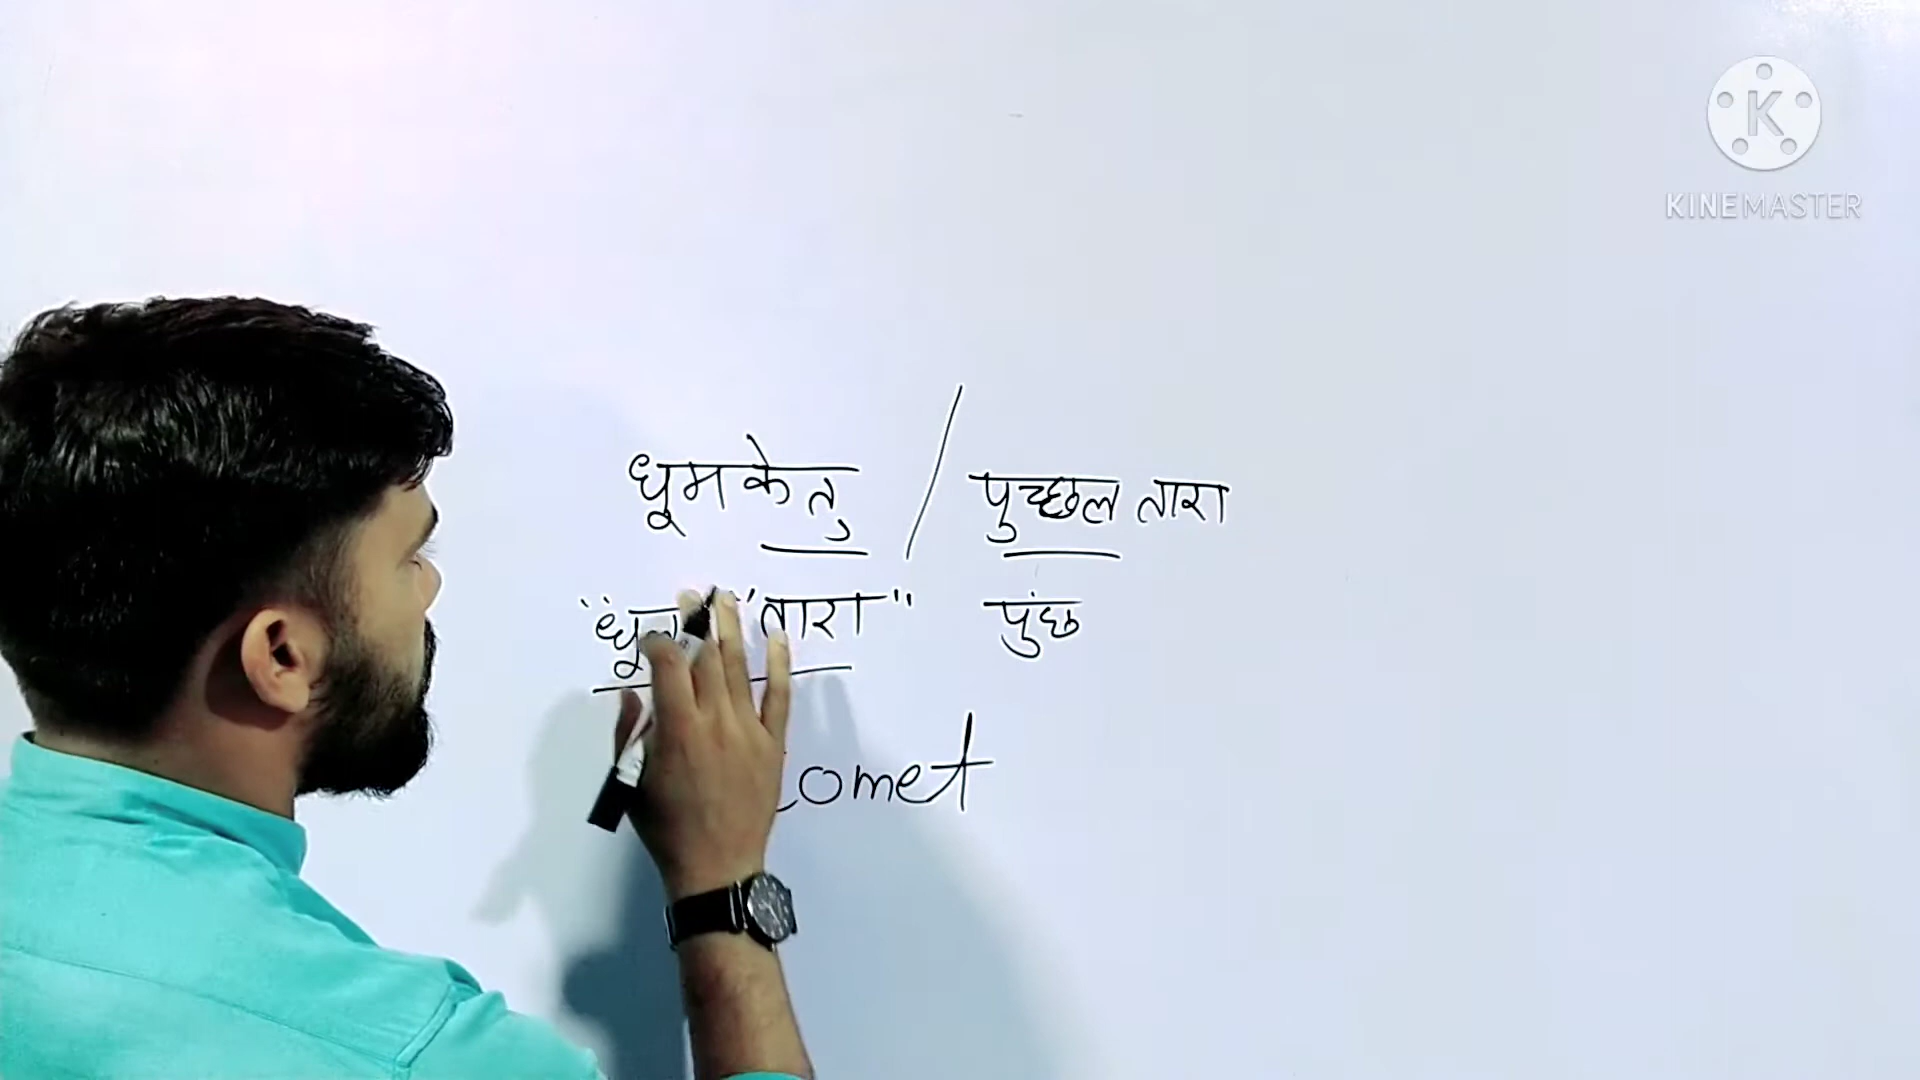 K
KINEMASTER
धूमकेतु / पुच्छल तारा
"तारा" पुंछ
omet